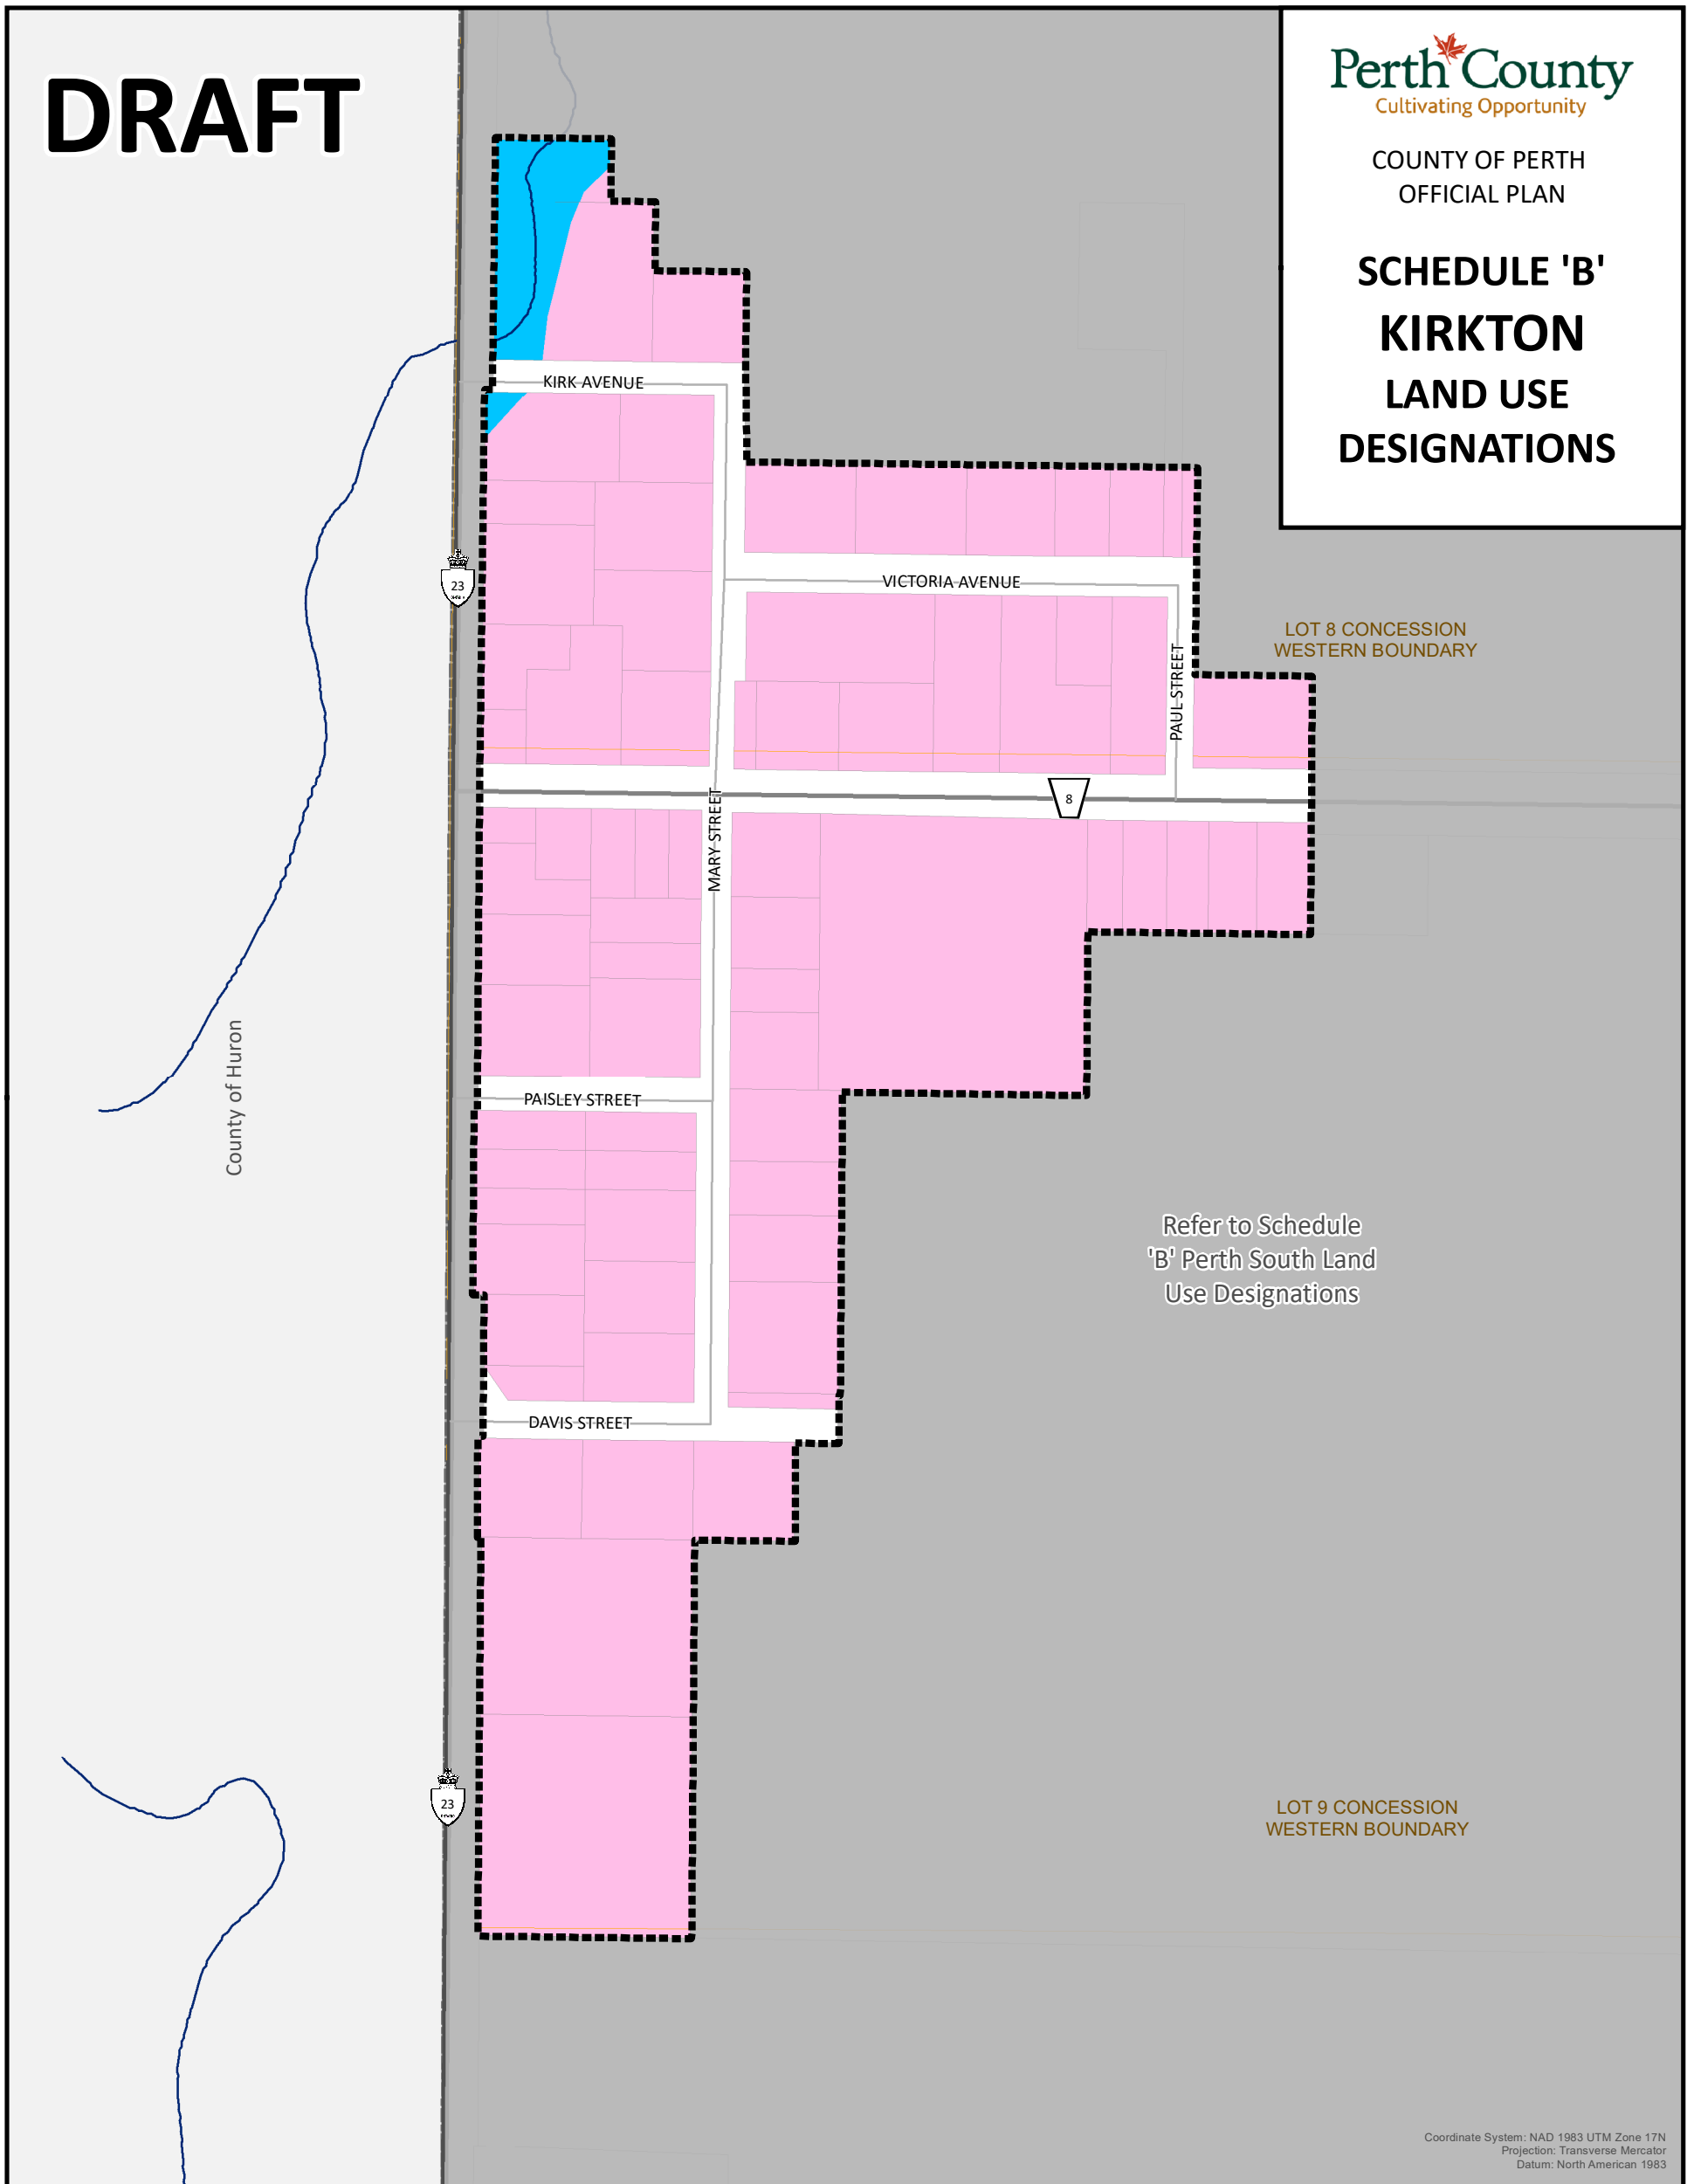 DRAFT
Perth County
Cultivating Opportunity
COUNTY OF PERTH
OFFICIAL PLAN
SCHEDULE 'B'
KIRKTON
LAND USE
DESIGNATIONS
KIRK AVENUE
23
VICTORIA AVENUE
LOT 8 CONCESSION
WESTERN BOUNDARY
PAUL STREET
8
MARY STREET
County of Huron
PAISLEY STREET
Refer to Schedule
'B' Perth South Land
Use Designations
DAVIS STREET
23
LOT 9 CONCESSION
WESTERN BOUNDARY
Coordinate System: NAD 1983 UTM Zone 17N
Projection: Transverse Mercator
Datum: North American 1983